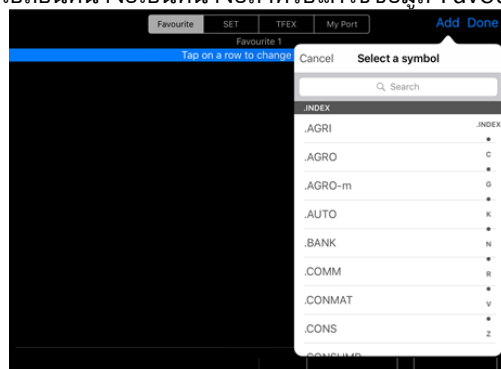 Favourite SET TFEX My Port Add Done
Favourite 1
Tap on a row to change
Cancel Select a symbol
Search
.INDEX
.AGRI .INDEX
.AGRO C
.AGRO-m G
.AUTO K
.BANK N
.COMM R
.CONMAT V
.CONS Z
.CONSUMP